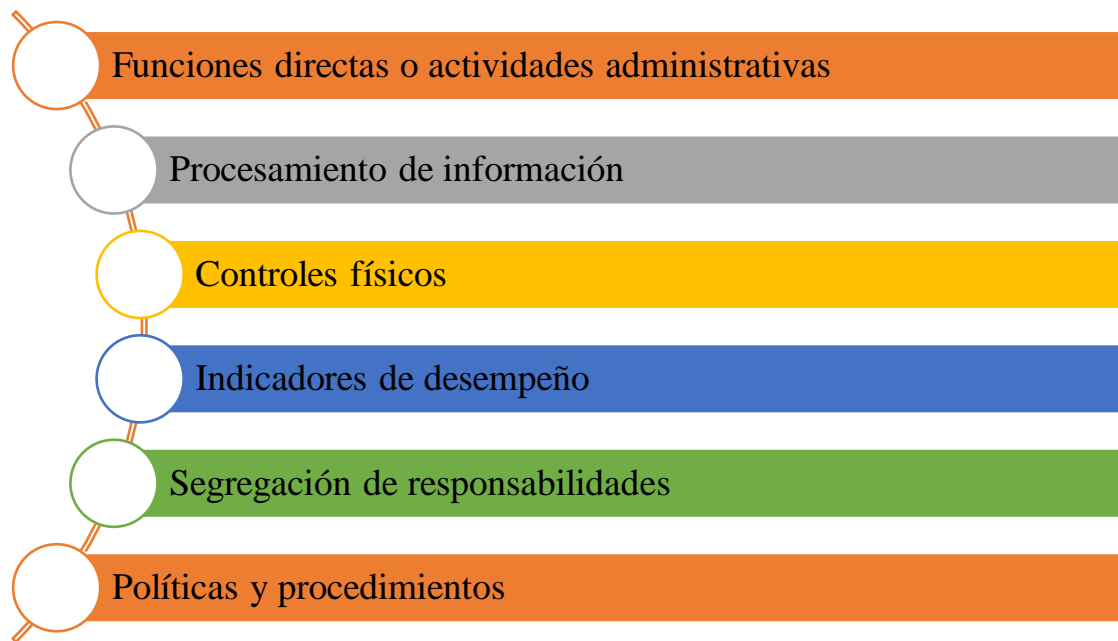 Funciones directas o actividades administrativas
Procesamiento de información
Controles físicos
Indicadores de desempeño
Segregación de responsabilidades
Políticas y procedimientos